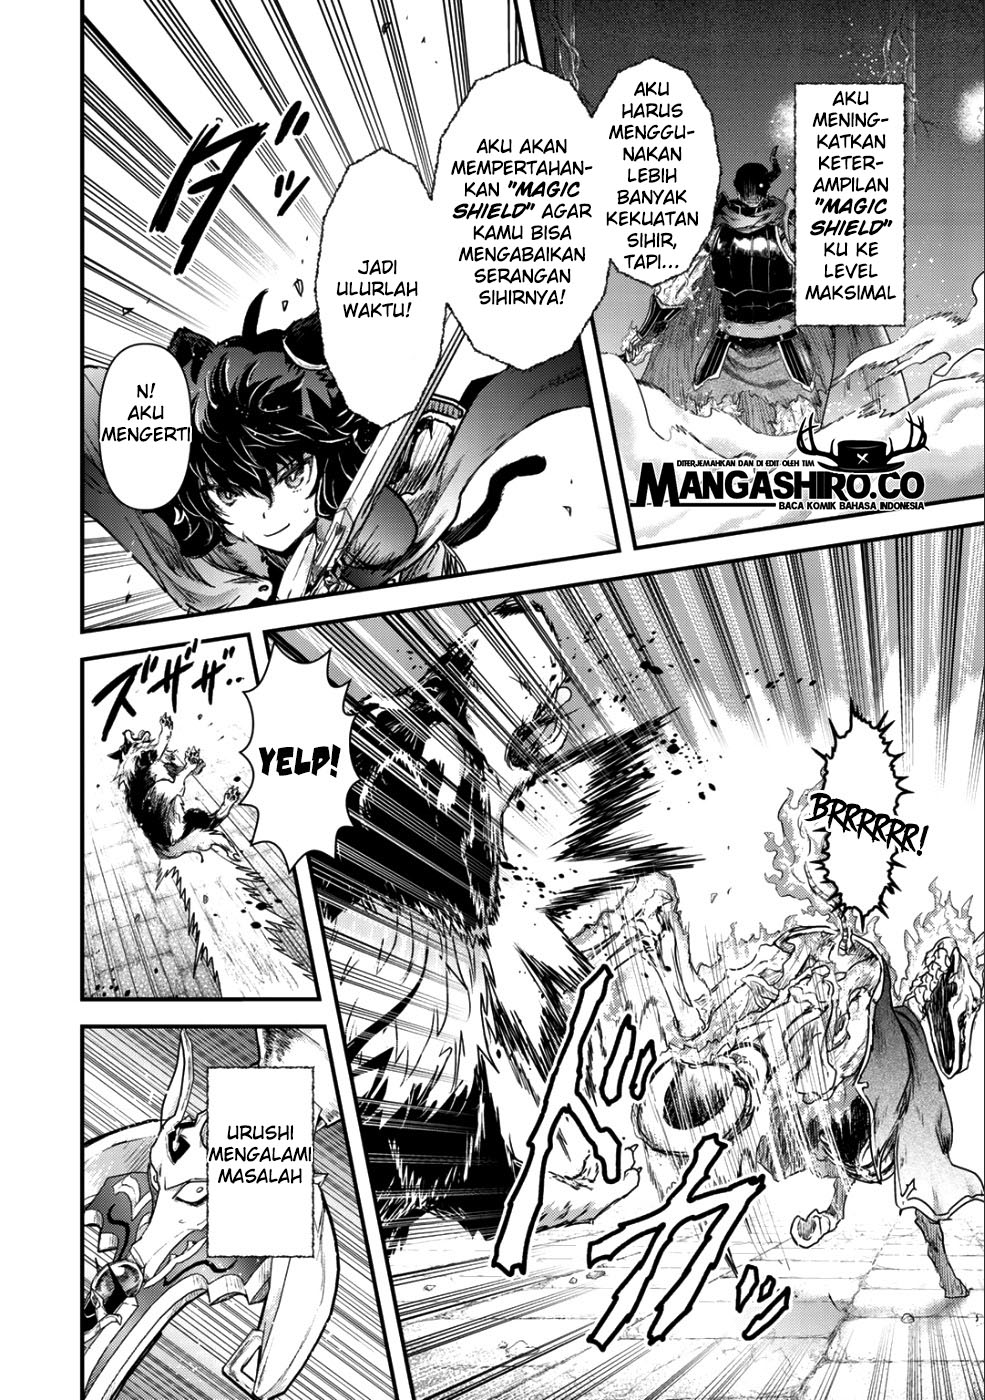 AKU
MENING-
KATKAN
KETER-
AMPILAN
"MAGIC
SHIELD"
KU KE
LEVEL
MAKSIMAL
AKU
HARUS
MENGGU-
NAKAN
LEBIH
BANYAK
KEKUATAN
SIHIR,
TAPI...
AKU AKAN
MEMPERTAHAN-
KAN "MAGIC
SHIELD" AGAR
KAMU BISA
MENGABAIKAN
SERANGAN
SIHIRNYA!
JADI
ULURLAH
WAKTU!
ダッ
N!
AKU
MENGERTI
DITERJEMAHKAN DAN DI EDIT OLEH TIM
MANGASHIRO.CO
BACA KOMIK BAHASA INDONESIA
BRRRRRR!
ドガッ
YELP!
ズザザ..
URUSHI
MENGALAMI
MASALAH